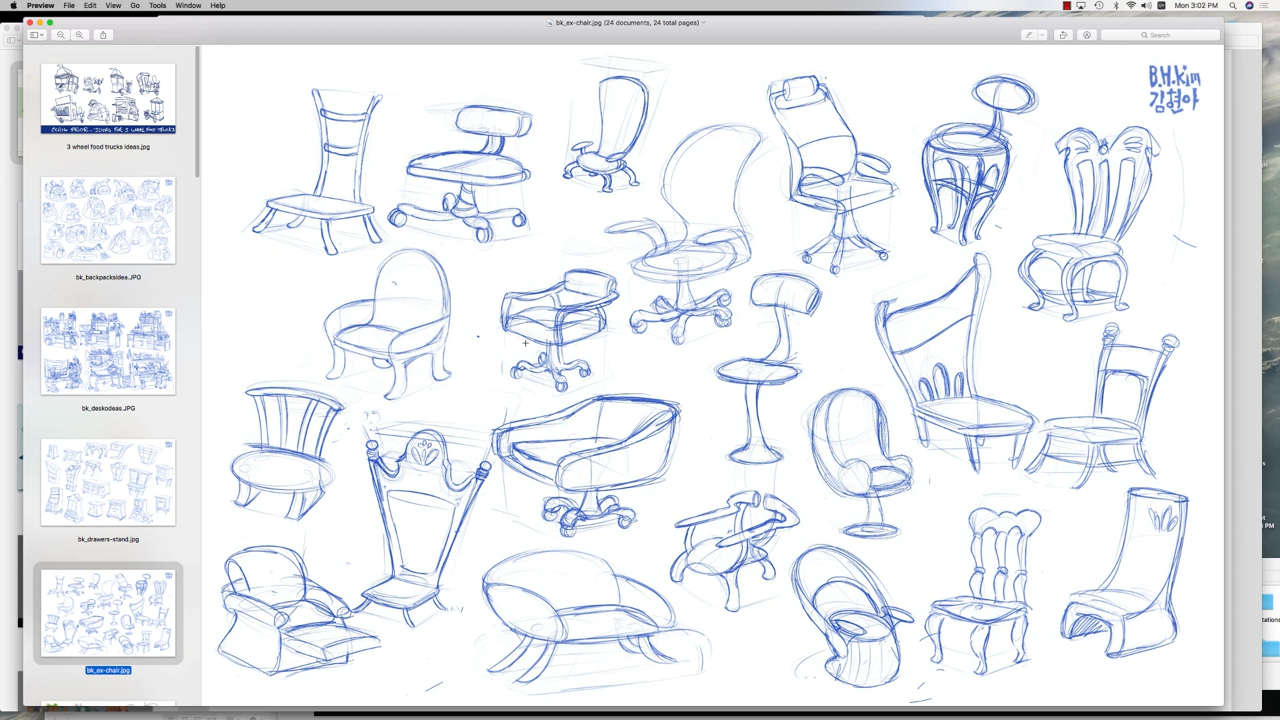 Preview File Edit View Go Tools Window Help
Mon 3:02 PM
bk_ex-chair.jpg (24 documents, 24 total pages)
Search
3 wheel food trucks ideas.jpg
bk_backpacksidea.JPG
bk_deskodeas.JPG
bk_drawers-stand.jpg
bk_ex-chair.jpg
B.H.Kim
김현아